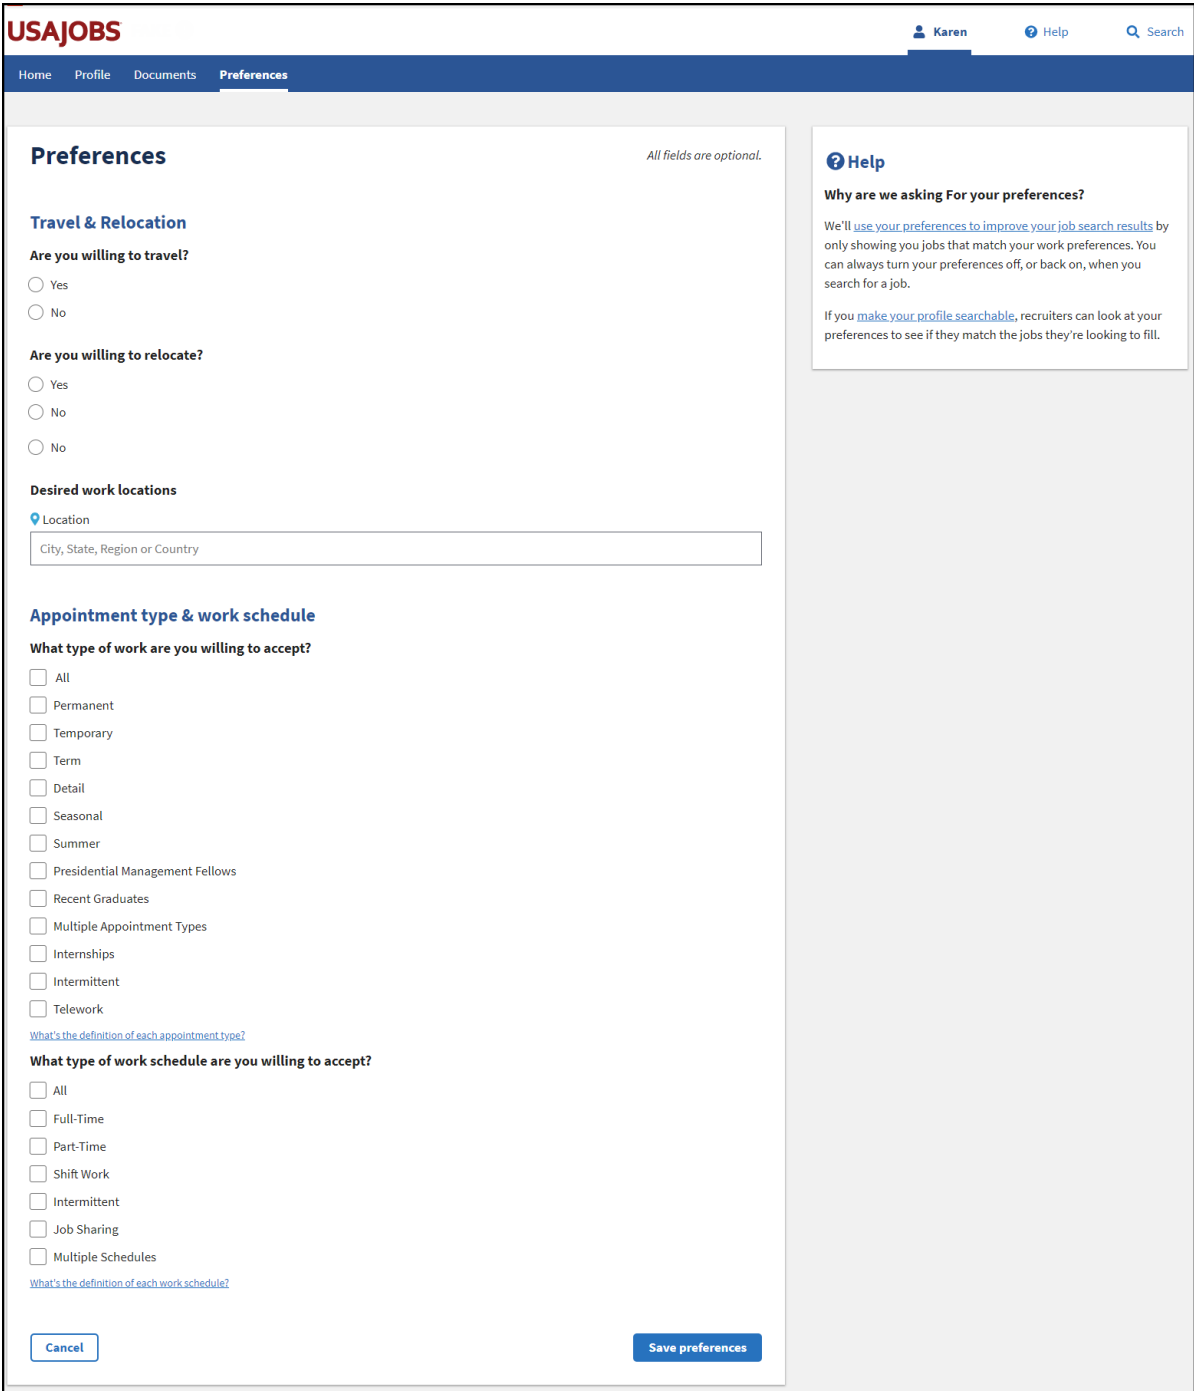 USAJOBS
Karen
Help
Search
Home
Profile
Documents
Preferences
Preferences
All fields are optional.
Travel & Relocation
Are you willing to travel?
Yes
No
Are you willing to relocate?
Yes
No
No
Desired work locations
Location
City, State, Region or Country
Appointment type & work schedule
What type of work are you willing to accept?
All
Permanent
Temporary
Term
Detail
Seasonal
Summer
Presidential Management Fellows
Recent Graduates
Multiple Appointment Types
Internships
Intermittent
Telework
What's the definition of each appointment type?
What type of work schedule are you willing to accept?
All
Full-Time
Part-Time
Shift Work
Intermittent
Job Sharing
Multiple Schedules
What's the definition of each work schedule?
Cancel
Save preferences
Help
Why are we asking For your preferences?
We'll use your preferences to improve your job search results by
only showing you jobs that match your work preferences. You
can always turn your preferences off, or back on, when you
search for a job.
If you make your profile searchable, recruiters can look at your
preferences to see if they match the jobs they're looking to fill.